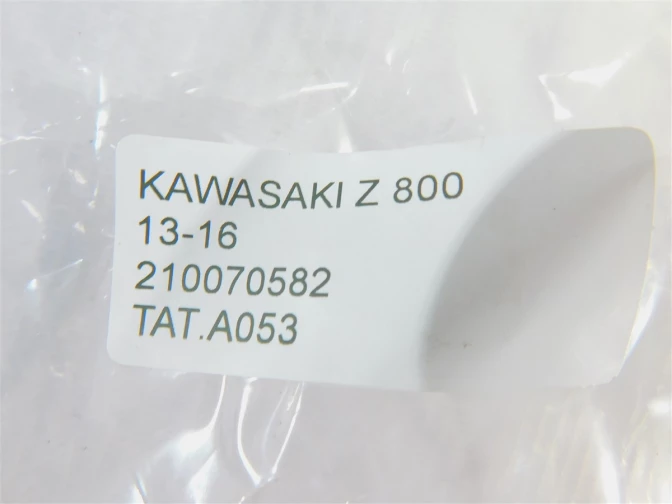 KAWASAKI Z 800
13-16
210070582
TAT.A053